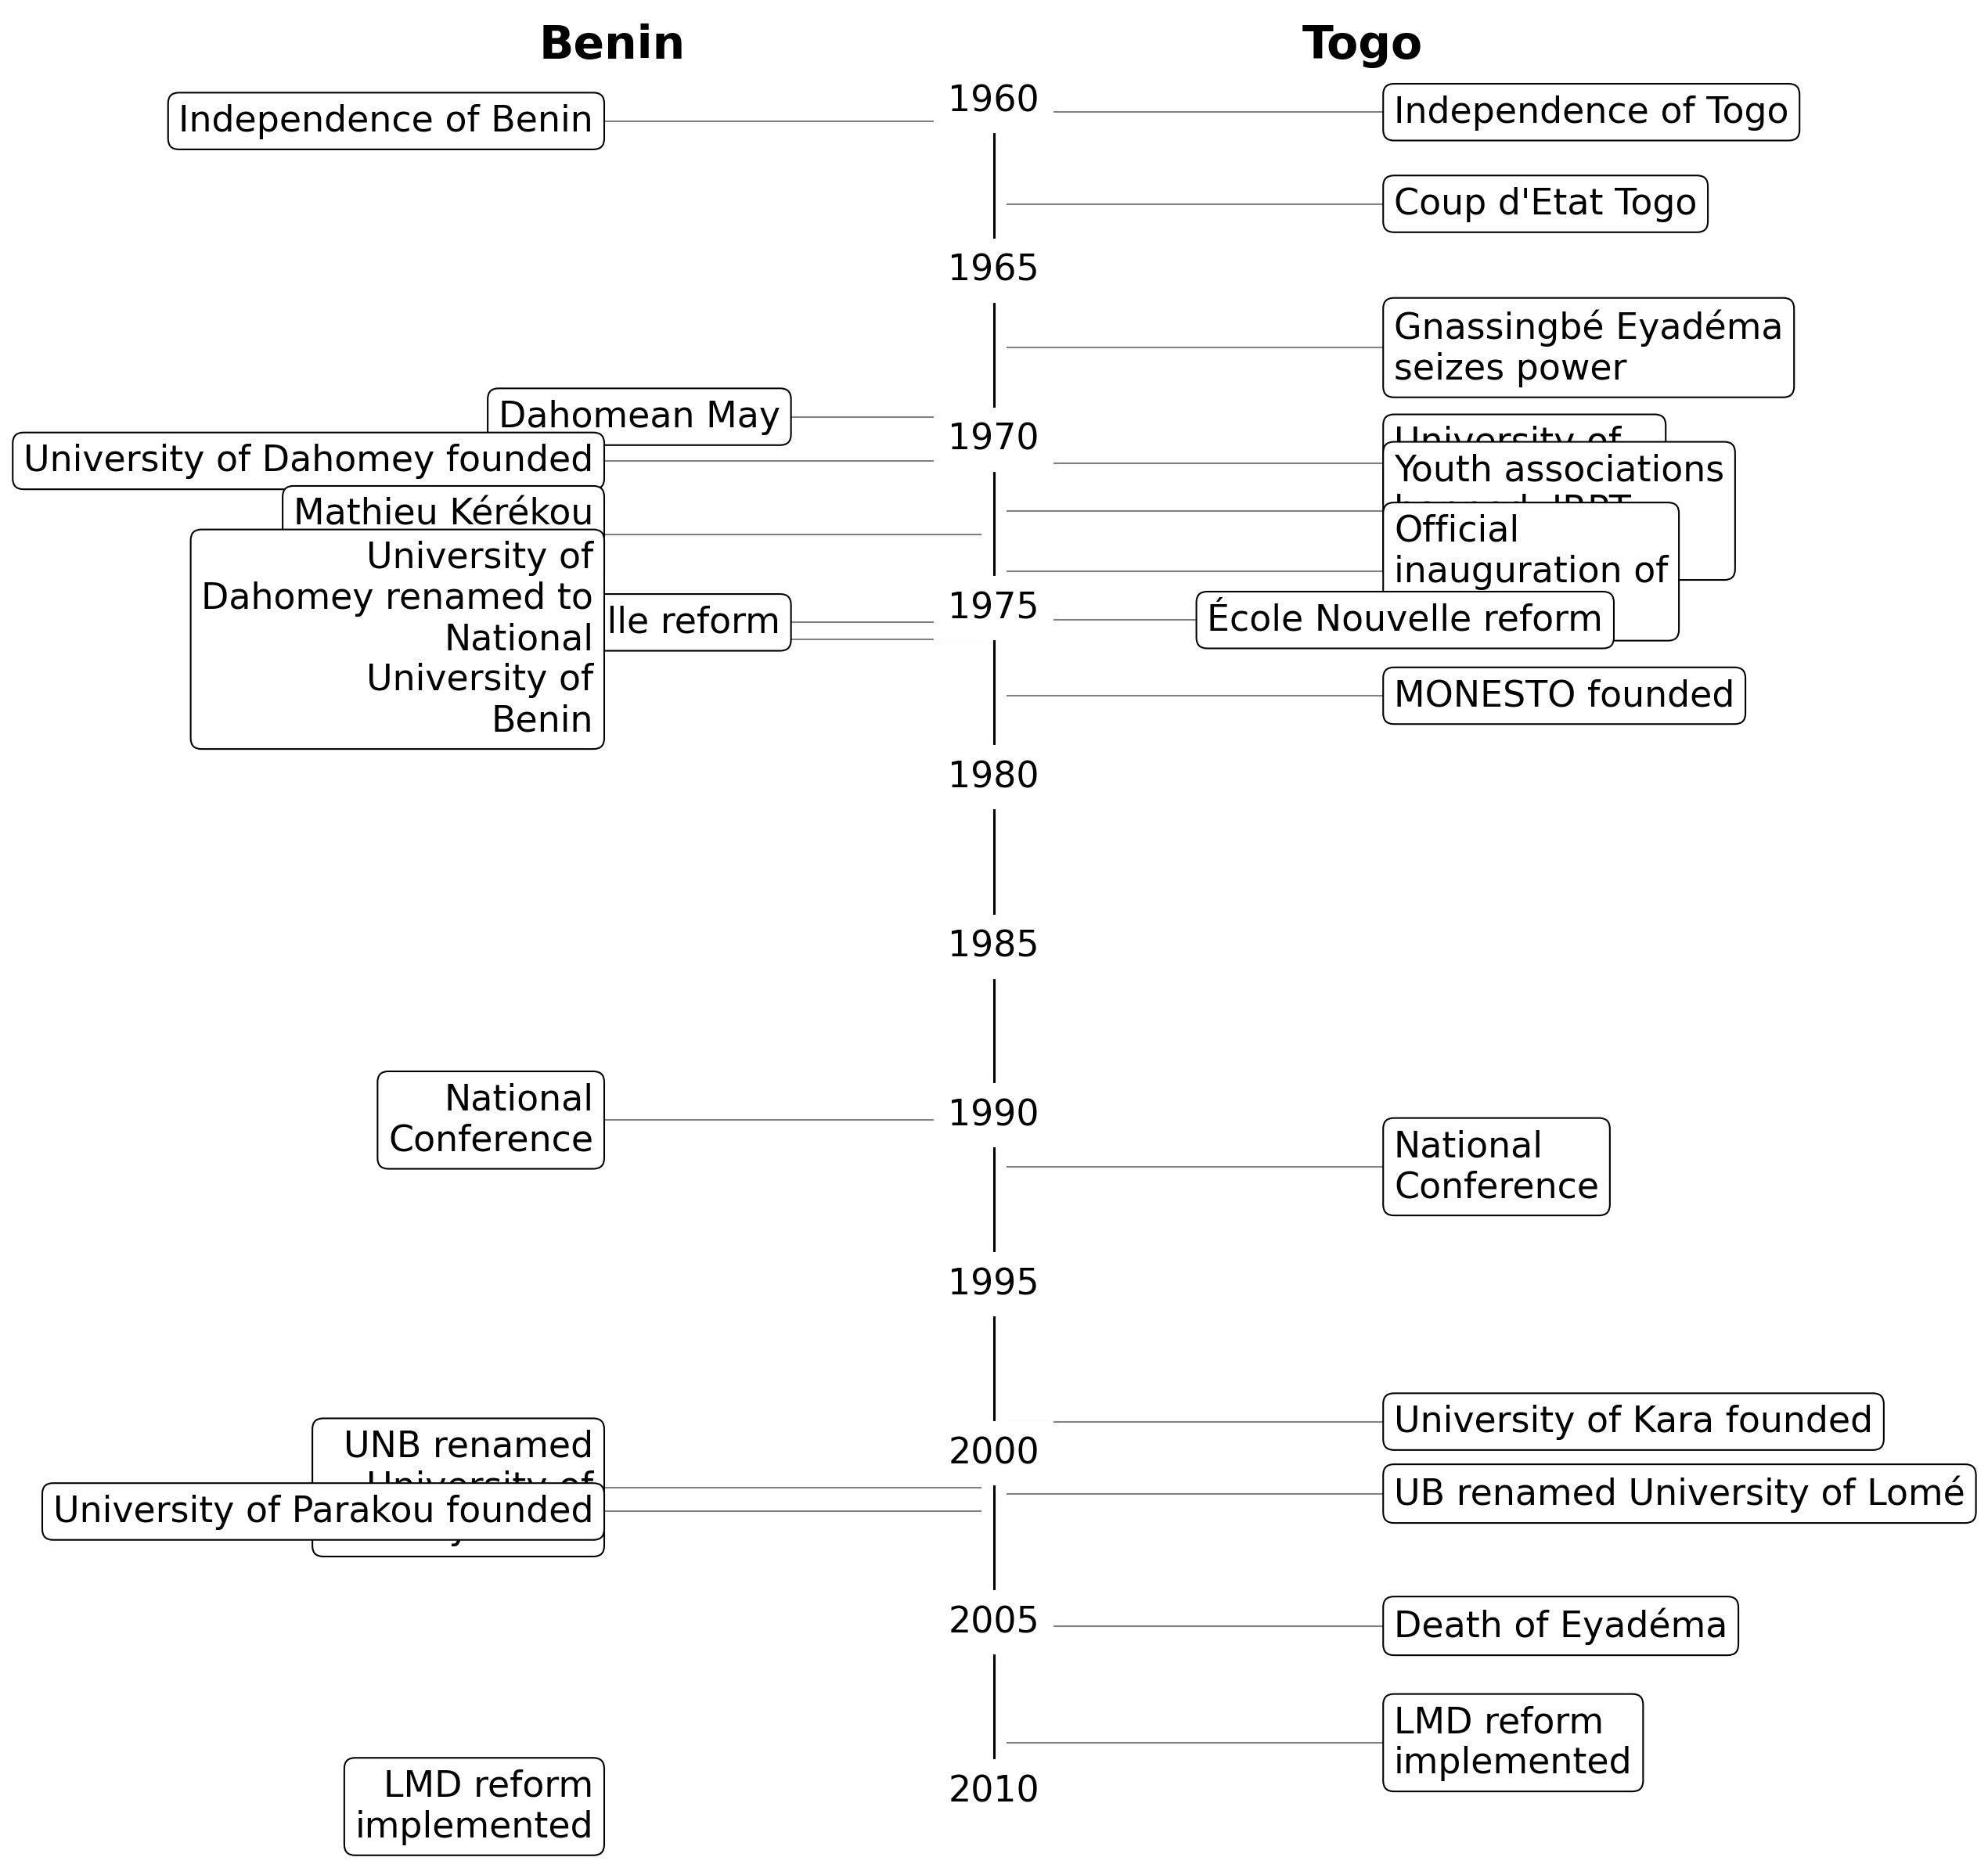 Benin
Togo
1960
Independence of Benin
Independence of Togo
Coup d'Etat Togo
1965
Gnassingbé Eyadéma
seizes power
Dahomean May
1970
University of
University of Dahomey founded
Youth associations
Mathieu Kérékou
Official
inauguration of
University of
Dahomey renamed to
National
University of
Benin
lle reform
1975
École Nouvelle reform
MONESTO founded
1980
1985
National
Conference
1990
National
Conference
1995
University of Kara founded
UNB renamed
University of
2000
UB renamed University of Lomé
University of Parakou founded
2005
Death of Eyadéma
LMD reform
implemented
LMD reform
implemented
2010